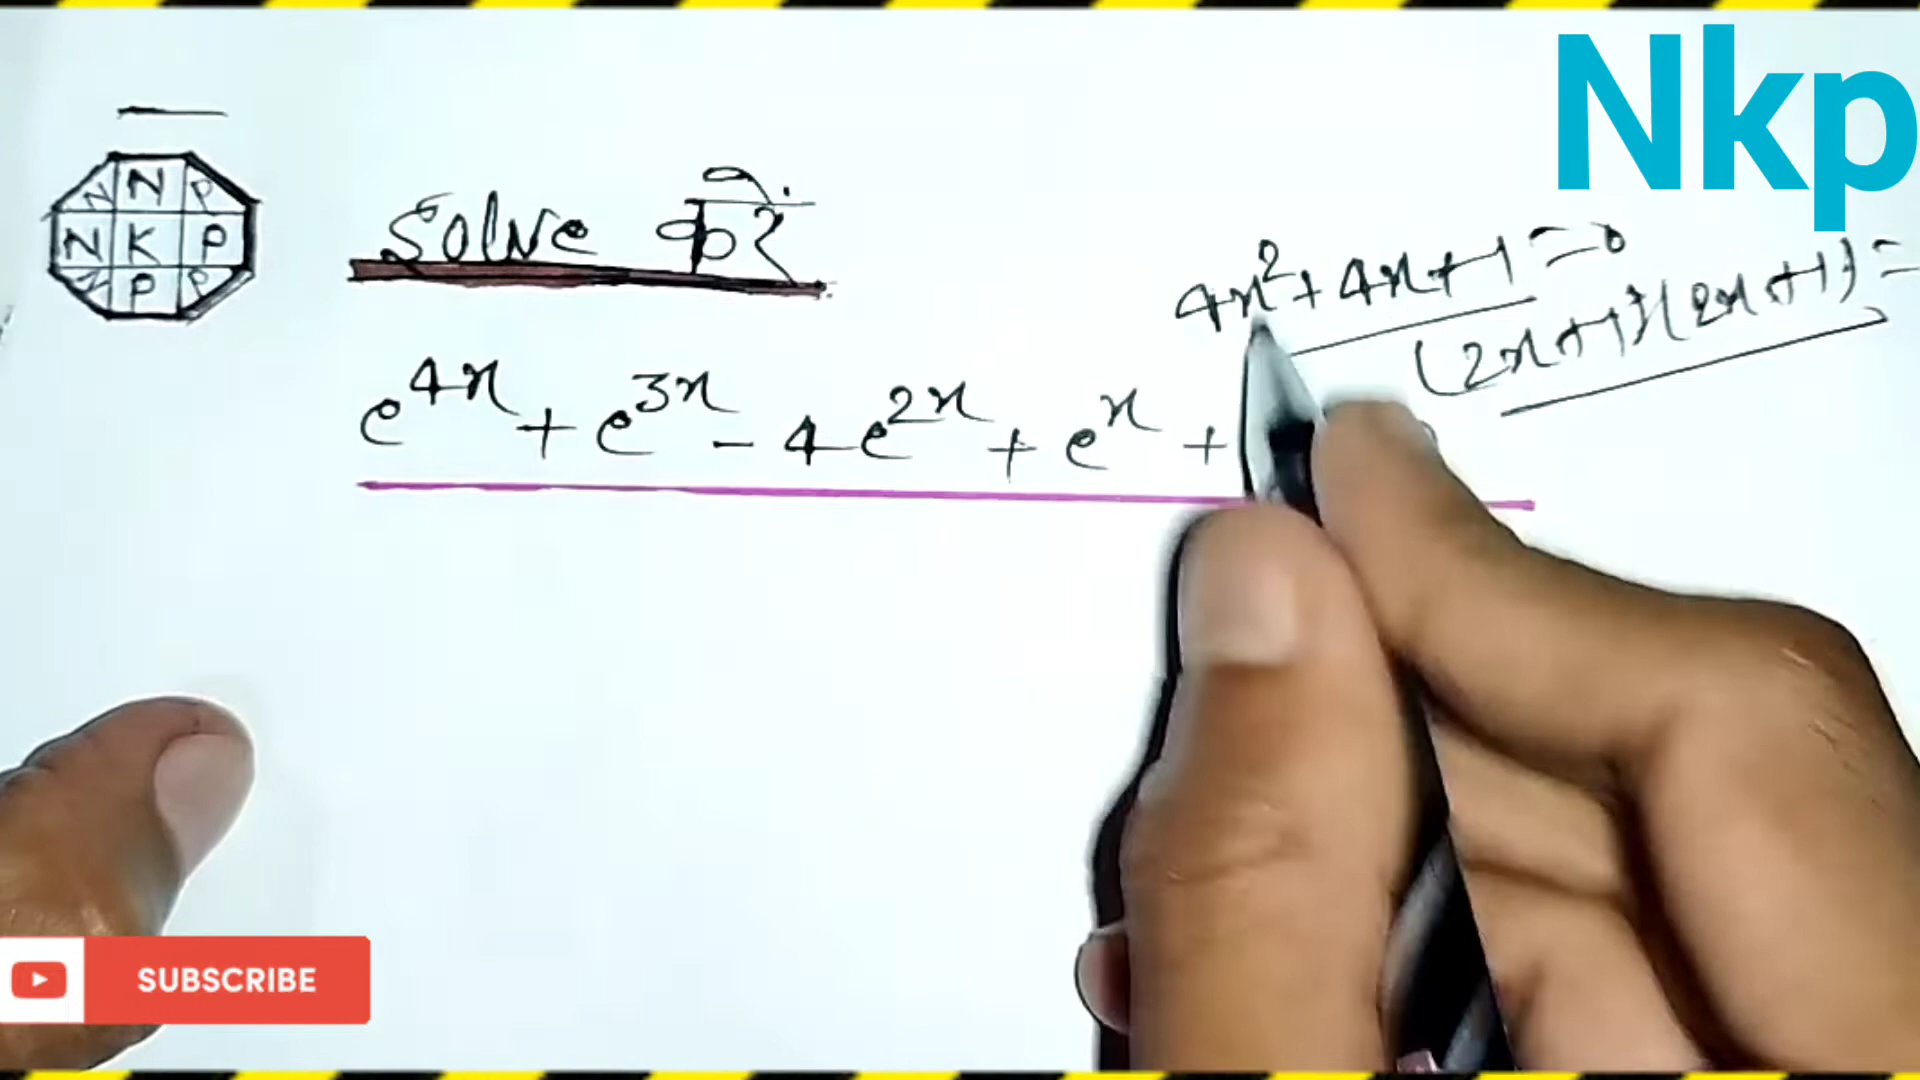 Nkp
N N P
N K P
N P P
Solve करें
4x² + 4x + 1 = 0
(2x+1)(2x+1) =
e^4x + e^3x - 4e^2x + e^x +
SUBSCRIBE